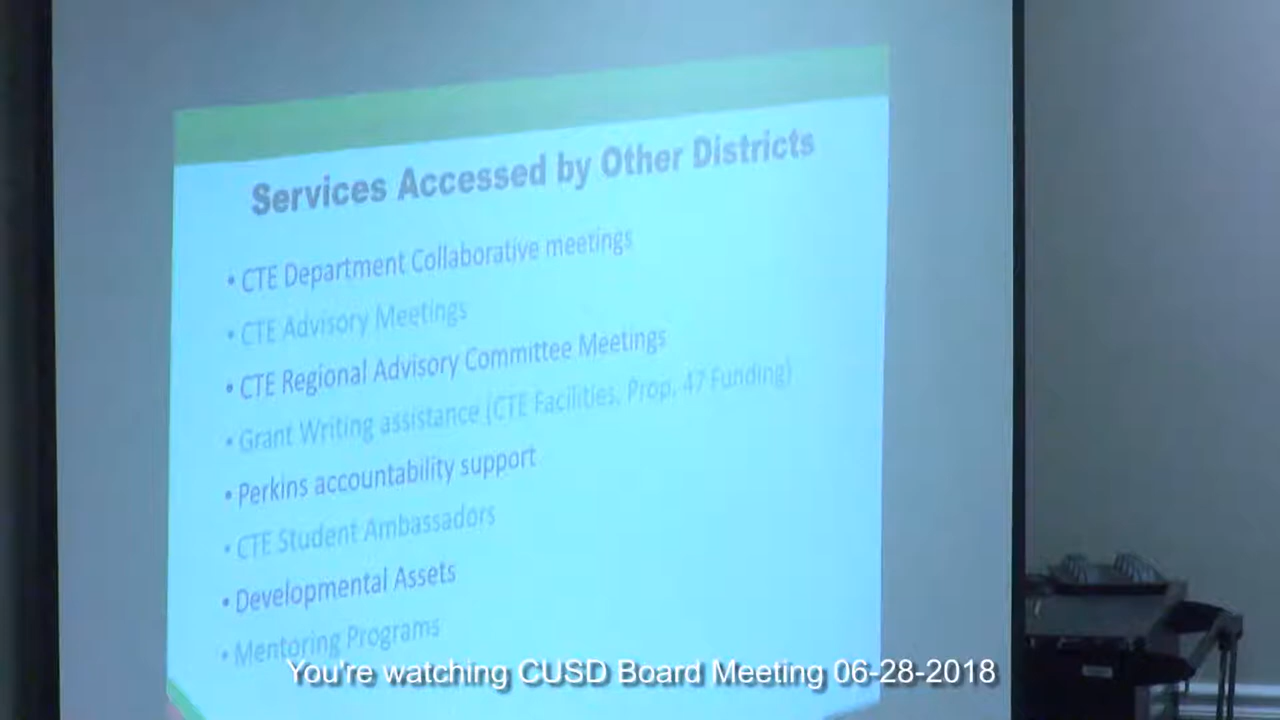 Services Accessed by Other Districts
• CTE Department Collaborative meetings
• CTE Advisory Meetings
• CTE Regional Advisory Committee Meetings
• Grant Writing assistance (CTE Facilities, Prop. 47 Funding)
• Perkins accountability support
• CTE Student Ambassadors
• Developmental Assets
• Mentoring Programs
You're watching CUSD Board Meeting 06-28-2018